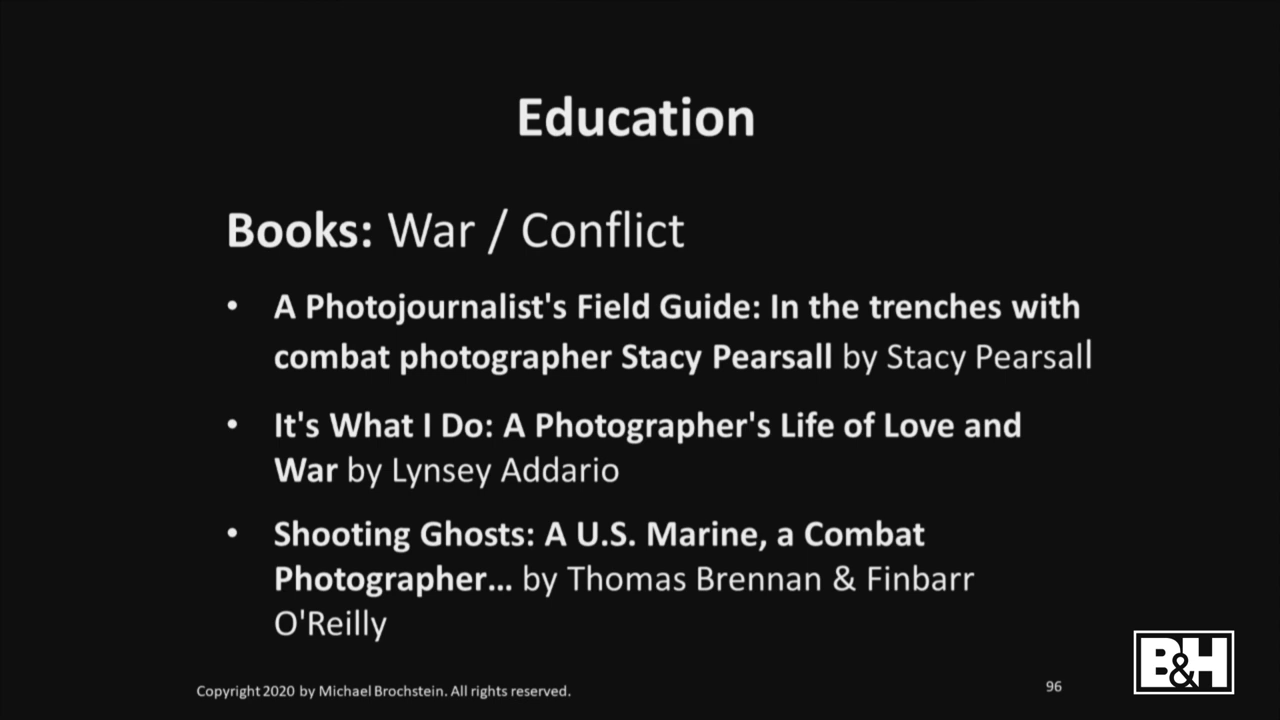 Education
Books: War / Conflict
• A Photojournalist's Field Guide: In the trenches with
combat photographer Stacy Pearsall by Stacy Pearsall
• It's What I Do: A Photographer's Life of Love and
War by Lynsey Addario
• Shooting Ghosts: A U.S. Marine, a Combat
Photographer... by Thomas Brennan & Finbarr
O'Reilly
Copyright 2020 by Michael Brochstein. All rights reserved.
96
B&H